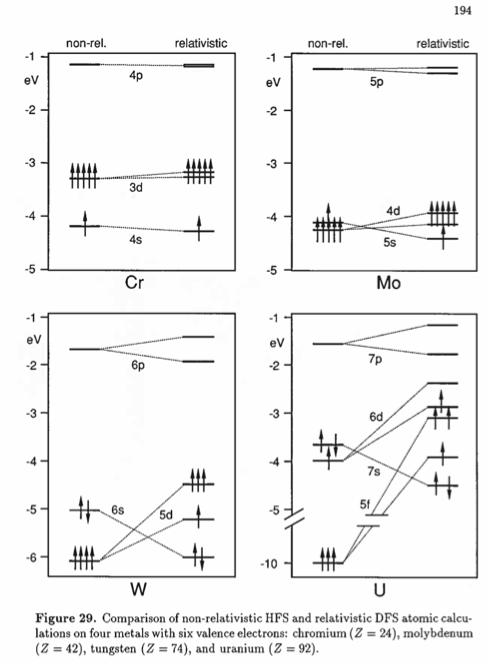 194
non-rel. relativistic
-1
eV
4p
-2
-3
3d
-4
4s
-5
Cr
non-rel. relativistic
-1
eV
5p
-2
-3
4d
-4
5s
-5
Mo
-1
eV
6p
-2
-3
-4
6s 5d
-5
-6
W
-1
eV
7p
-2
6d
-3
-4
7s
5f
-5
-10
U
Figure 29. Comparison of non-relativistic HFS and relativistic DFS atomic calcu-
lations on four metals with six valence electrons: chromium (Z = 24), molybdenum
(Z = 42), tungsten (Z = 74), and uranium (Z = 92).